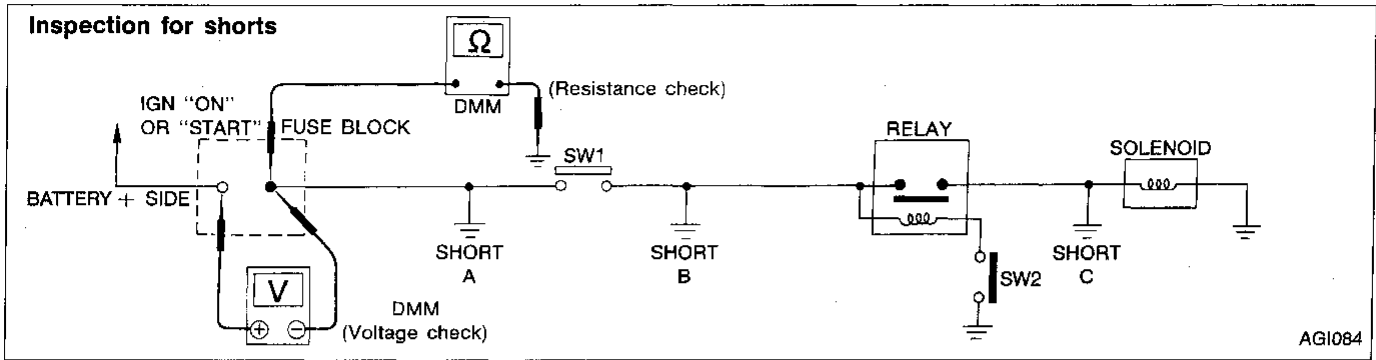 Inspection for shorts
Ω
DMM
(Resistance check)
IGN "ON"
OR "START"
FUSE BLOCK
BATTERY + SIDE
SW1
RELAY
SOLENOID
SHORT
A
SHORT
B
SHORT
C
SW2
V
+ −
DMM
(Voltage check)
AGI084